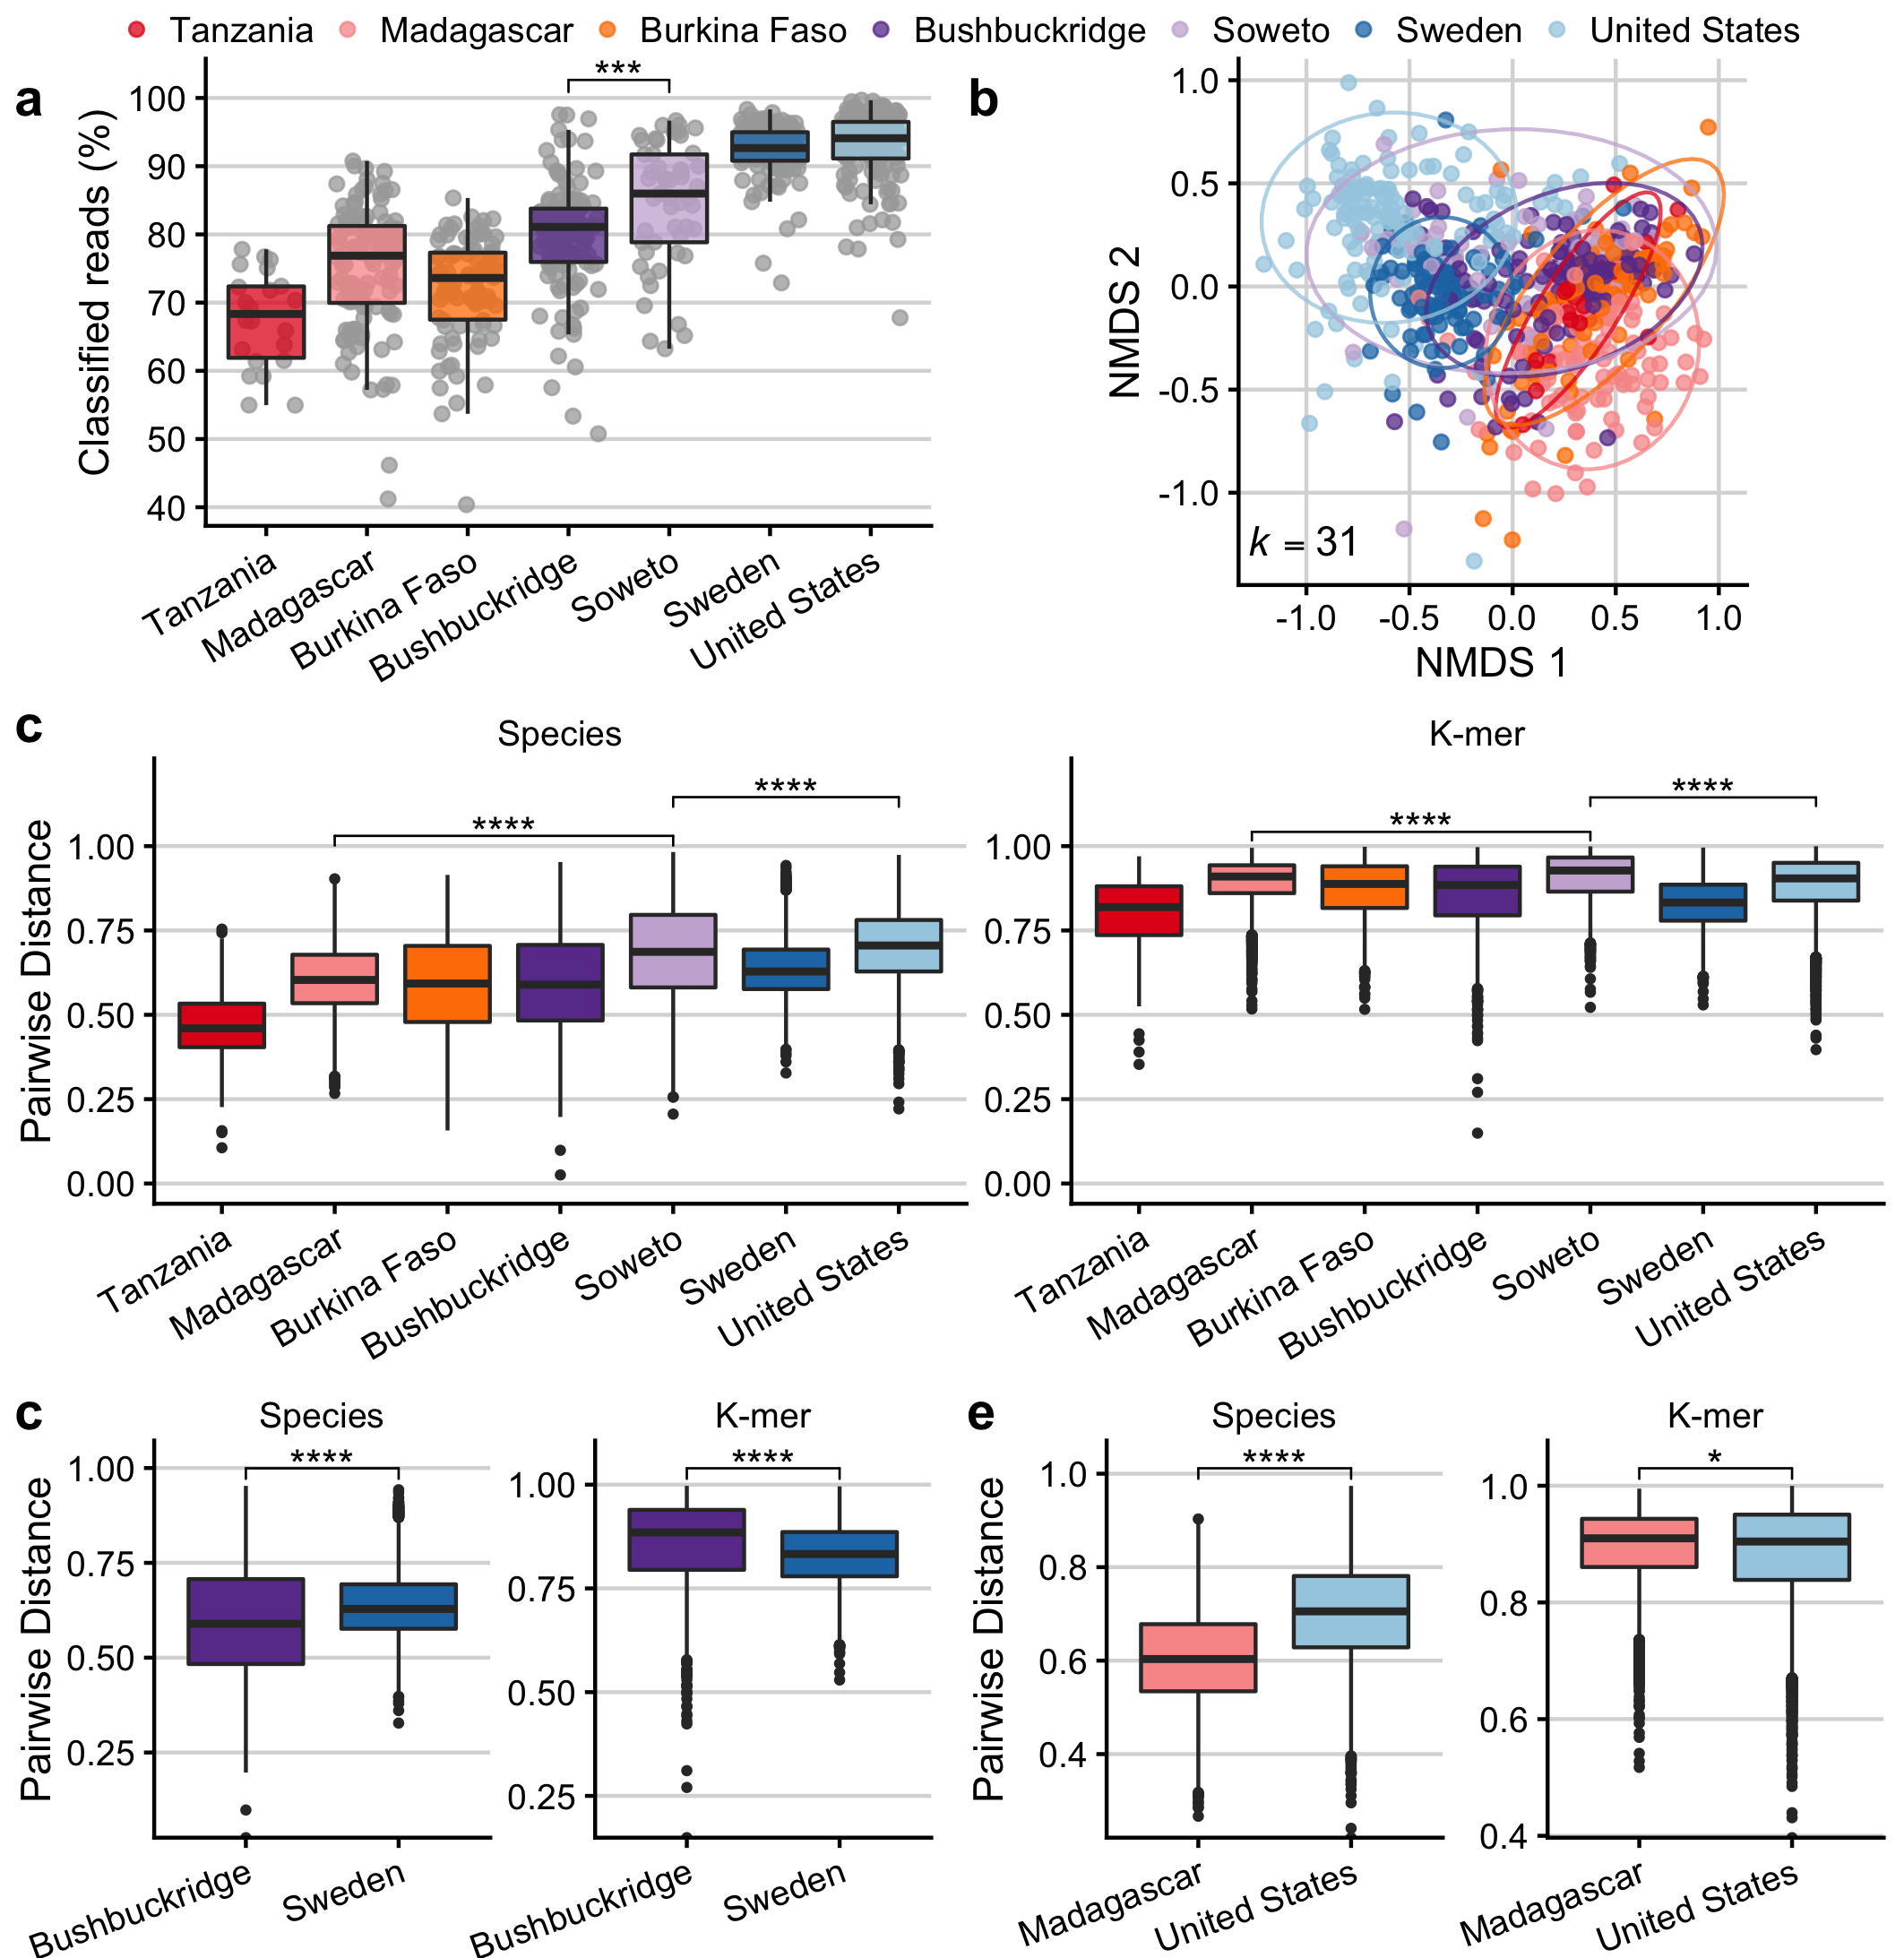 Tanzania Madagascar Burkina Faso Bushbuckridge Soweto Sweden United States
a
Classified reads (%)
100
90
80
70
60
50
40
***
Tanzania
Madagascar
Burkina Faso
Bushbuckridge
Soweto
Sweden
United States
b
NMDS 2
1.0
0.5
0.0
-0.5
-1.0
k = 31
-1.0 -0.5 0.0 0.5 1.0
NMDS 1
c
Species
Pairwise Distance
1.00
0.75
0.50
0.25
0.00
****
****
Tanzania
Madagascar
Burkina Faso
Bushbuckridge
Soweto
Sweden
United States
K-mer
1.00
0.75
0.50
0.25
0.00
****
****
Tanzania
Madagascar
Burkina Faso
Bushbuckridge
Soweto
Sweden
United States
c
Species
Pairwise Distance
1.00
0.75
0.50
0.25
****
Bushbuckridge
Sweden
K-mer
1.00
0.75
0.50
0.25
****
Bushbuckridge
Sweden
e
Species
Pairwise Distance
1.0
0.8
0.6
0.4
****
Madagascar
United States
K-mer
1.0
0.8
0.6
0.4
*
Madagascar
United States